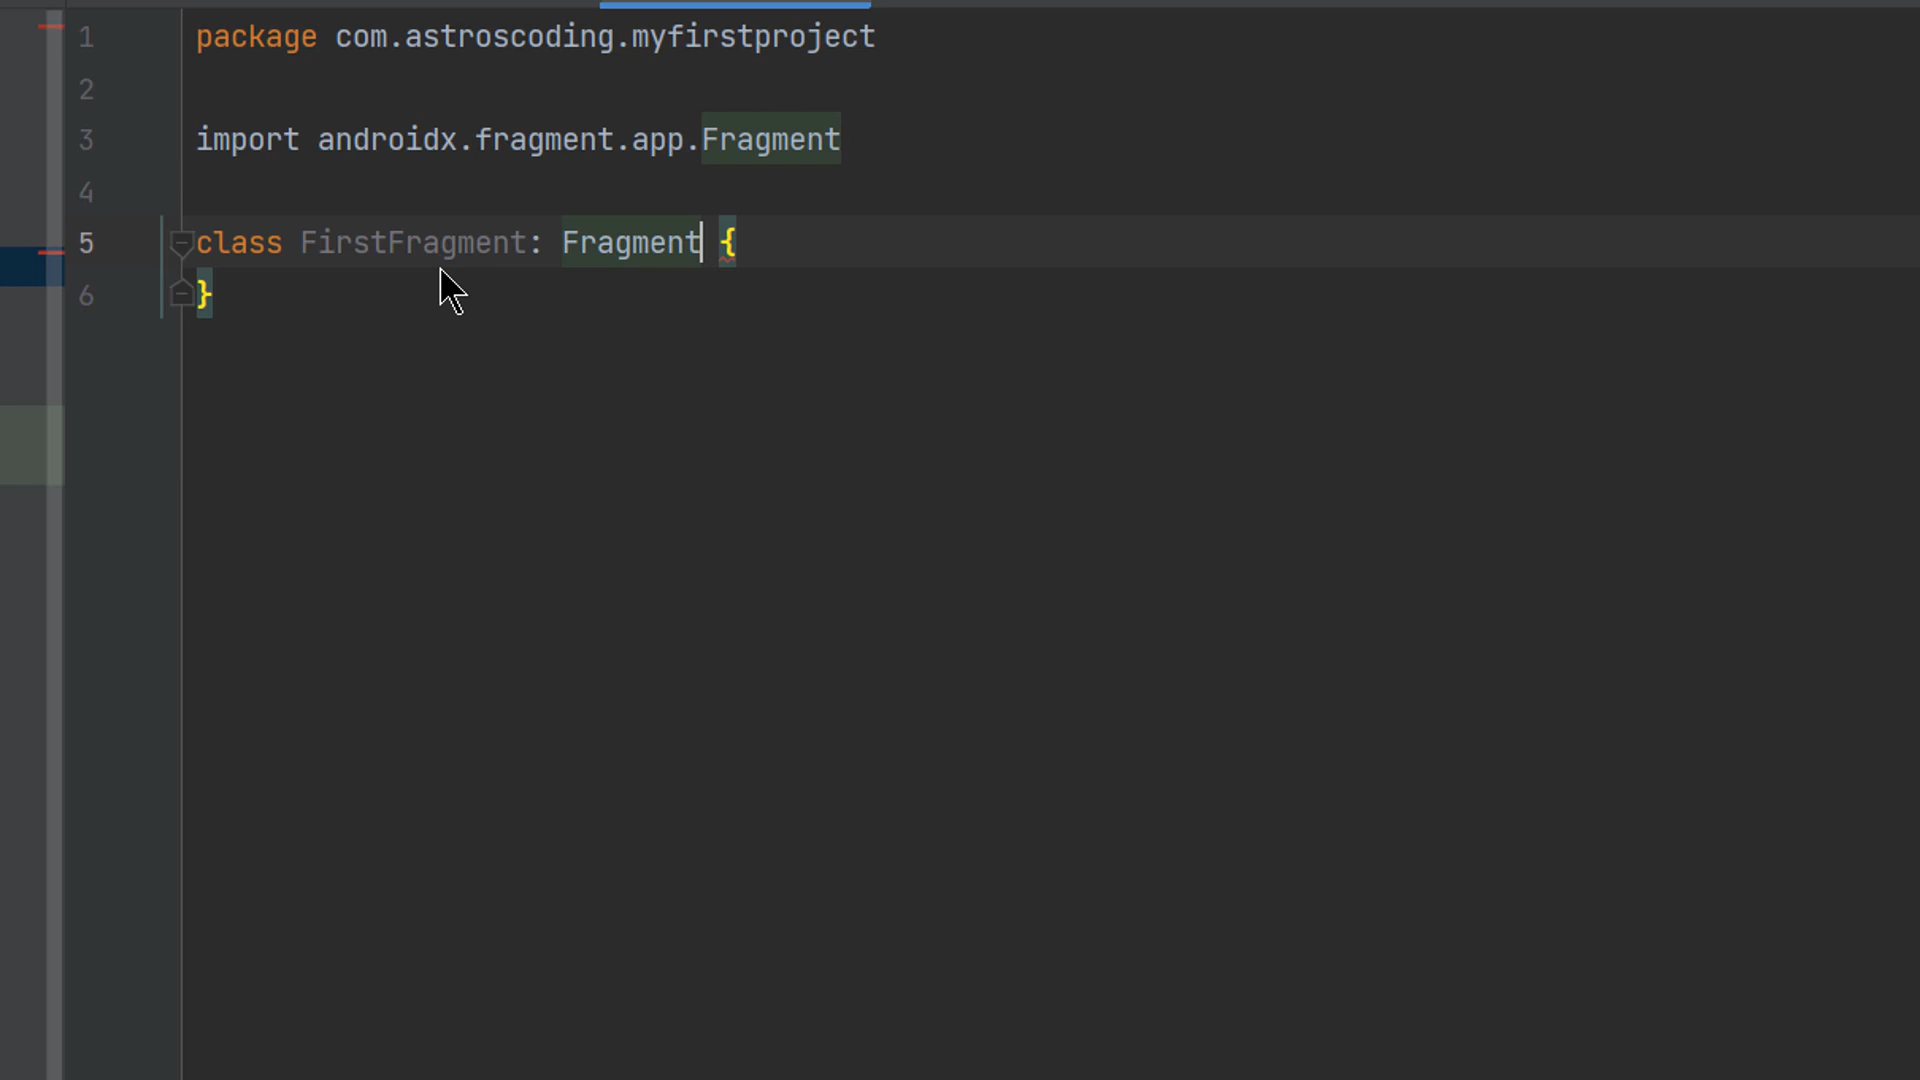 1 package com.astroscoding.myfirstproject
2
3 import androidx.fragment.app.Fragment
4
5 class FirstFragment: Fragment {
6 }